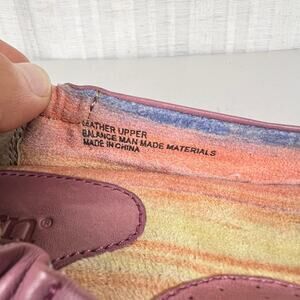 LEATHER UPPER
BALANCE MAN MADE MATERIALS
MADE IN CHINA